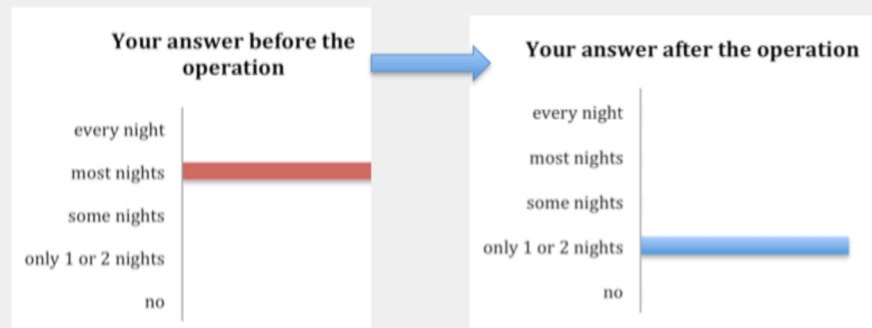 Your answer before the
operation
every night
most nights
some nights
only 1 or 2 nights
no
Your answer after the operation
every night
most nights
some nights
only 1 or 2 nights
no